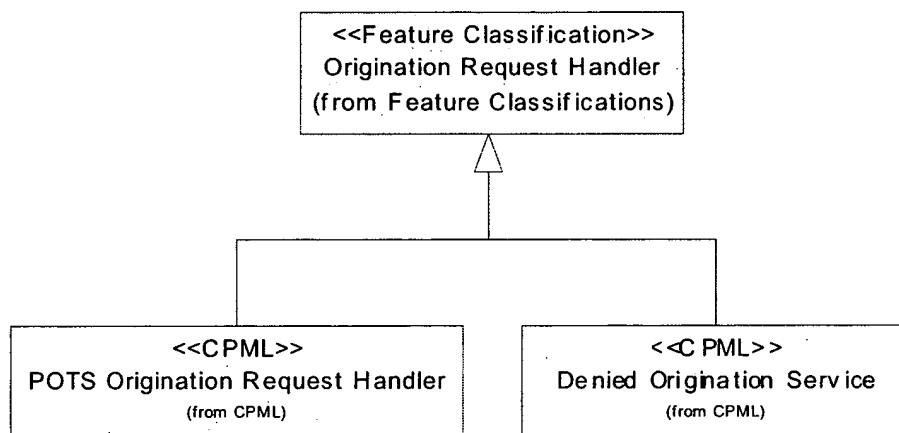 <<Feature Classification>>
Origination Request Handler
(from Feature Classifications)
<<CPML>>
POTS Origination Request Handler
(from CPML)
<<CPML>>
Denied Origination Service
(from CPML)